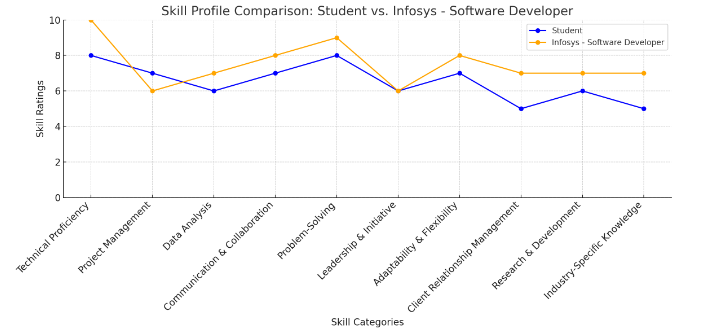 Skill Profile Comparison: Student vs. Infosys - Software Developer
Student
Infosys - Software Developer
Skill Ratings
10
8
6
4
2
0
Technical Proficiency
Project Management
Data Analysis
Communication & Collaboration
Problem-Solving
Leadership & Initiative
Adaptability & Flexibility
Client Relationship Management
Research & Development
Industry-Specific Knowledge
Skill Categories